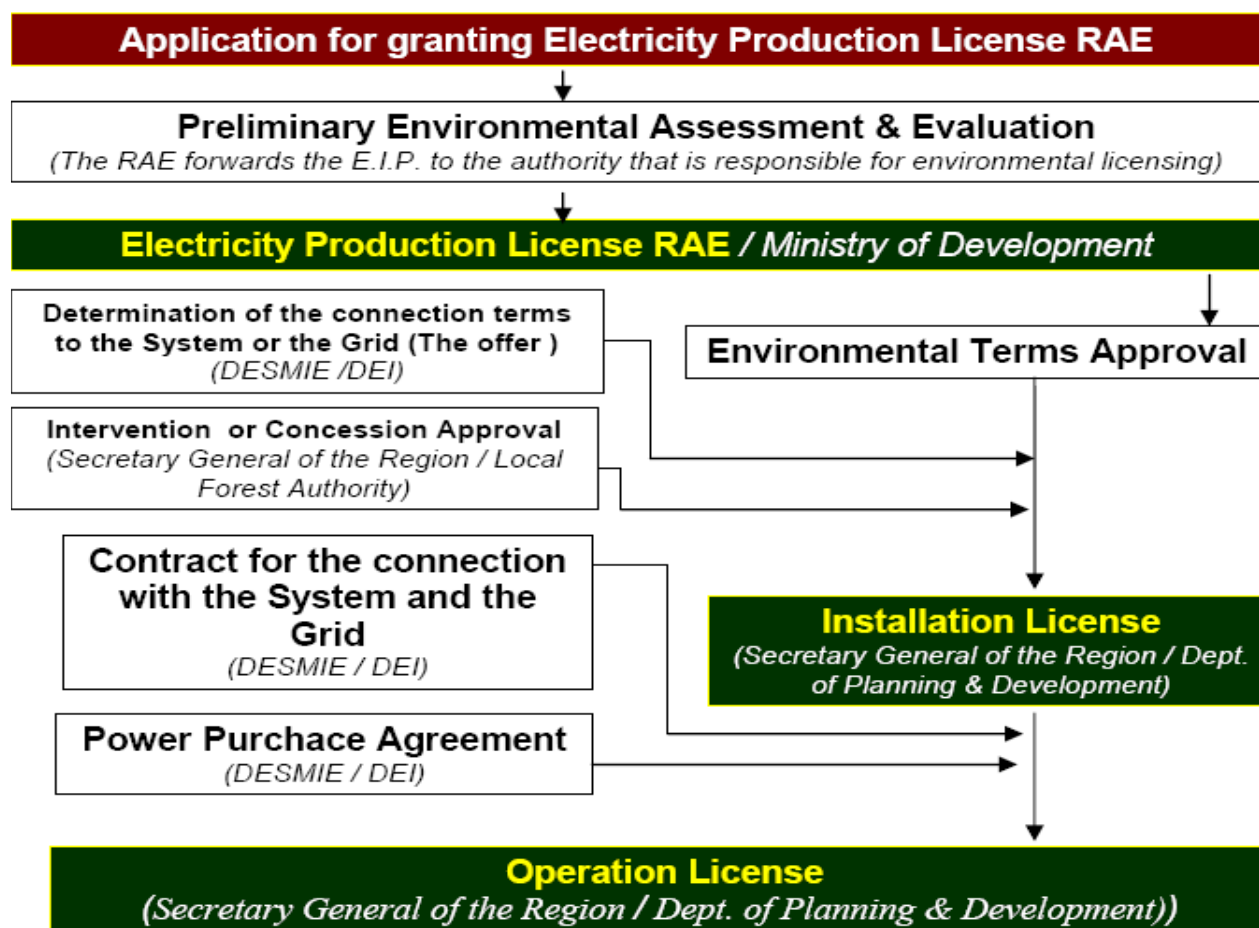 Application for granting Electricity Production License RAE
Preliminary Environmental Assessment & Evaluation
(The RAE forwards the E.I.P. to the authority that is responsible for environmental licensing)
Electricity Production License RAE / Ministry of Development
Determination of the connection terms
to the System or the Grid (The offer )
(DESMIE /DEI)
Environmental Terms Approval
Intervention or Concession Approval
(Secretary General of the Region / Local
Forest Authority)
Contract for the connection
with the System and the
Grid
(DESMIE / DEI)
Installation License
(Secretary General of the Region / Dept.
of Planning & Development)
Power Purchace Agreement
(DESMIE / DEI)
Operation License
(Secretary General of the Region / Dept. of Planning & Development))